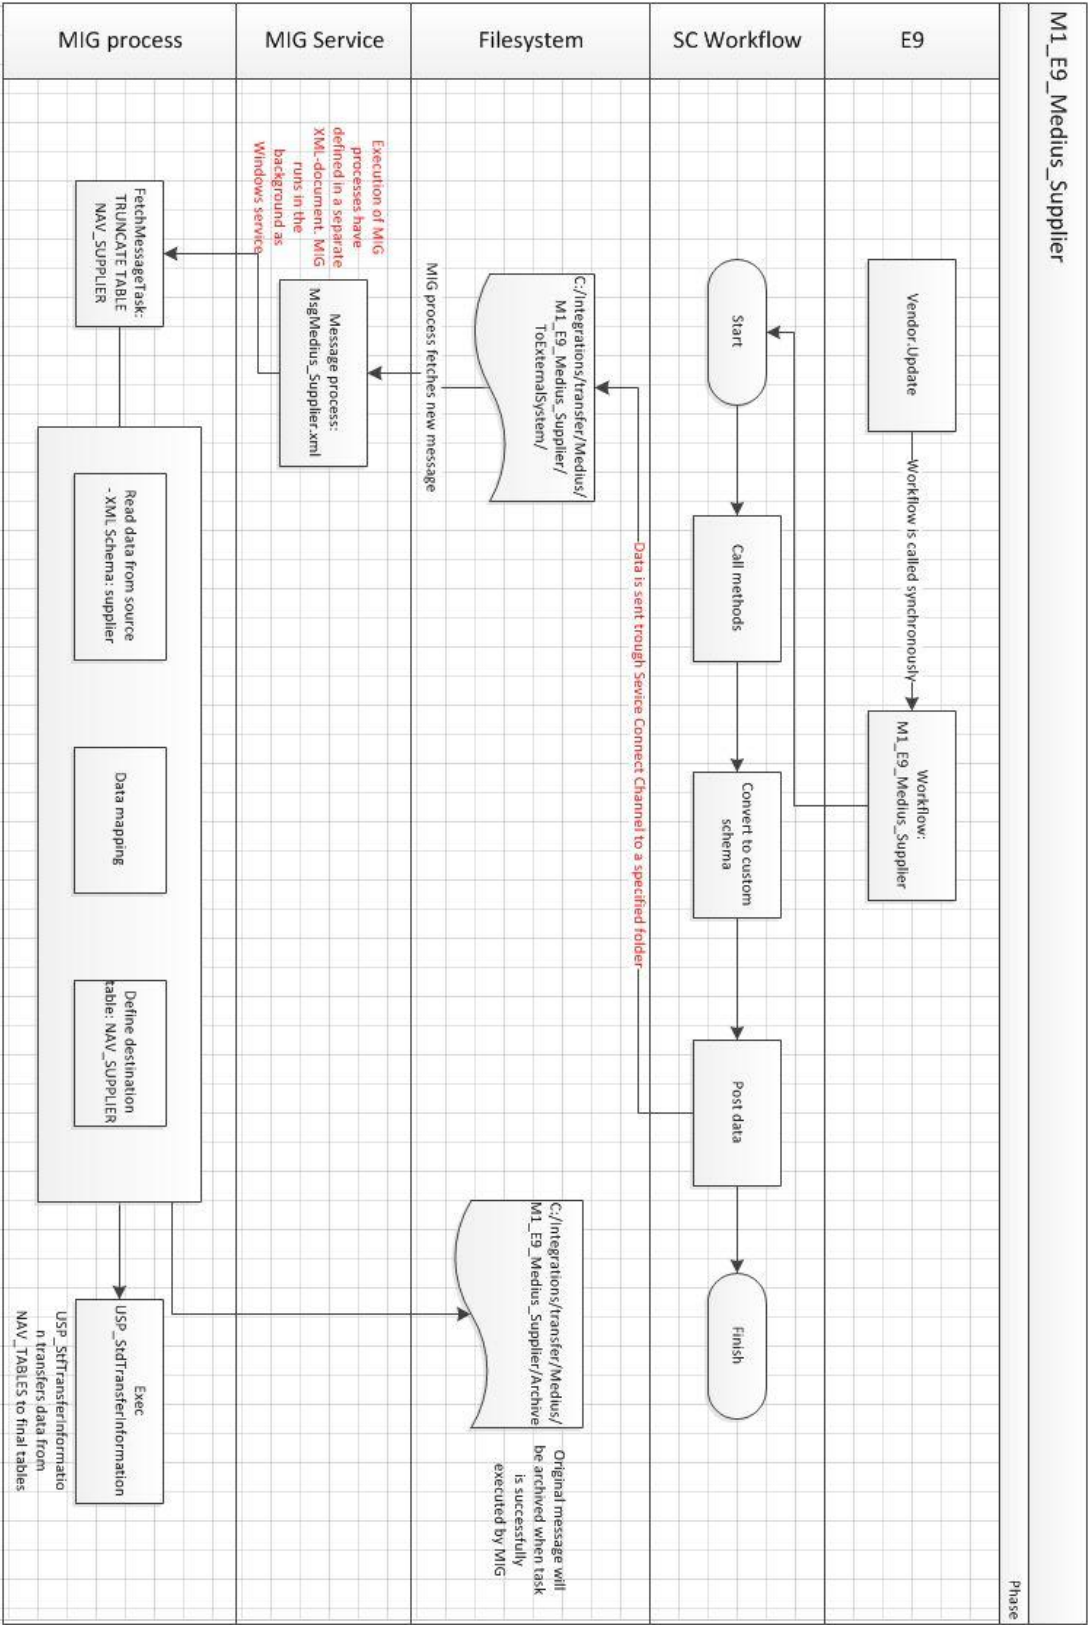 M1_E9_Medius_Supplier
Phase
E9
Vendor.Update
Workflow is called synchronously
Workflow:
M1_E9_Medius_Supplier
SC Workflow
Start
Call methods
Convert to custom
schema
Post data
Finish
Data is sent trough Sevice Connect Channel to a specified folder
Filesystem
C:/Integrations/transfer/Medius/
M1_E9_Medius_Supplier/
ToExternalSystem/
MIG process fetches new message
C:/Integrations/transfer/Medius/
M1_E9_Medius_Supplier/Archive
Original message will
be archived when task
is successfully
executed by MIG
MIG Service
Execution of MIG
processes have
defined in a separate
XML-document. MIG
runs in the
background as
Windows service
Message process:
MsgMedius_Supplier.xml
MIG process
FetchMessageTask:
TRUNCATE TABLE
NAV_SUPPLIER
Read data from source
- XML Schema: supplier
Data mapping
Define destination
table: NAV_SUPPLIER
Exec
USP_StdTransferInformation
USP_StfTransferInformatio
n transfers data from
NAV_TABLES to final tables